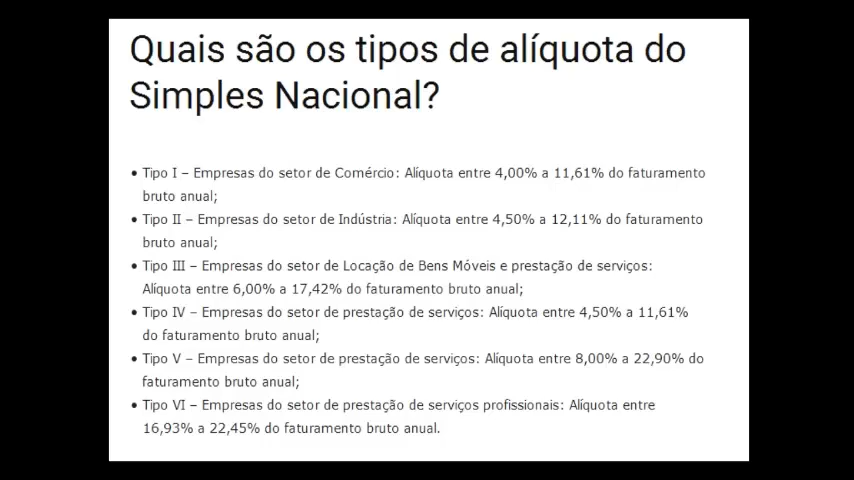 Quais são os tipos de alíquota do
Simples Nacional?
• Tipo I – Empresas do setor de Comércio: Alíquota entre 4,00% a 11,61% do faturamento
bruto anual;
• Tipo II – Empresas do setor de Indústria: Alíquota entre 4,50% a 12,11% do faturamento
bruto anual;
• Tipo III – Empresas do setor de Locação de Bens Móveis e prestação de serviços:
Alíquota entre 6,00% a 17,42% do faturamento bruto anual;
• Tipo IV – Empresas do setor de prestação de serviços: Alíquota entre 4,50% a 11,61%
do faturamento bruto anual;
• Tipo V – Empresas do setor de prestação de serviços: Alíquota entre 8,00% a 22,90% do
faturamento bruto anual;
• Tipo VI – Empresas do setor de prestação de serviços profissionais: Alíquota entre
16,93% a 22,45% do faturamento bruto anual.